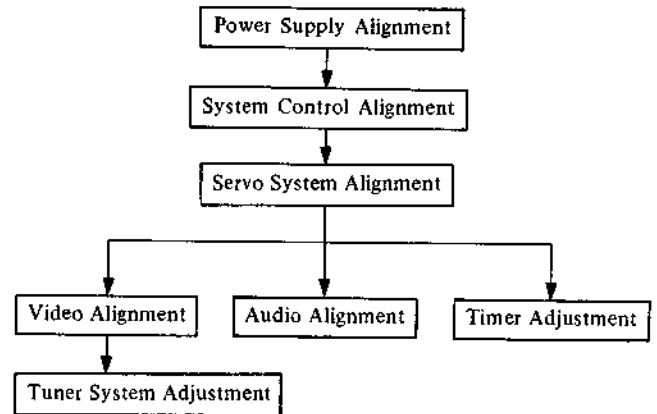 Power Supply Alignment
System Control Alignment
Servo System Alignment
Video Alignment
Audio Alignment
Timer Adjustment
Tuner System Adjustment